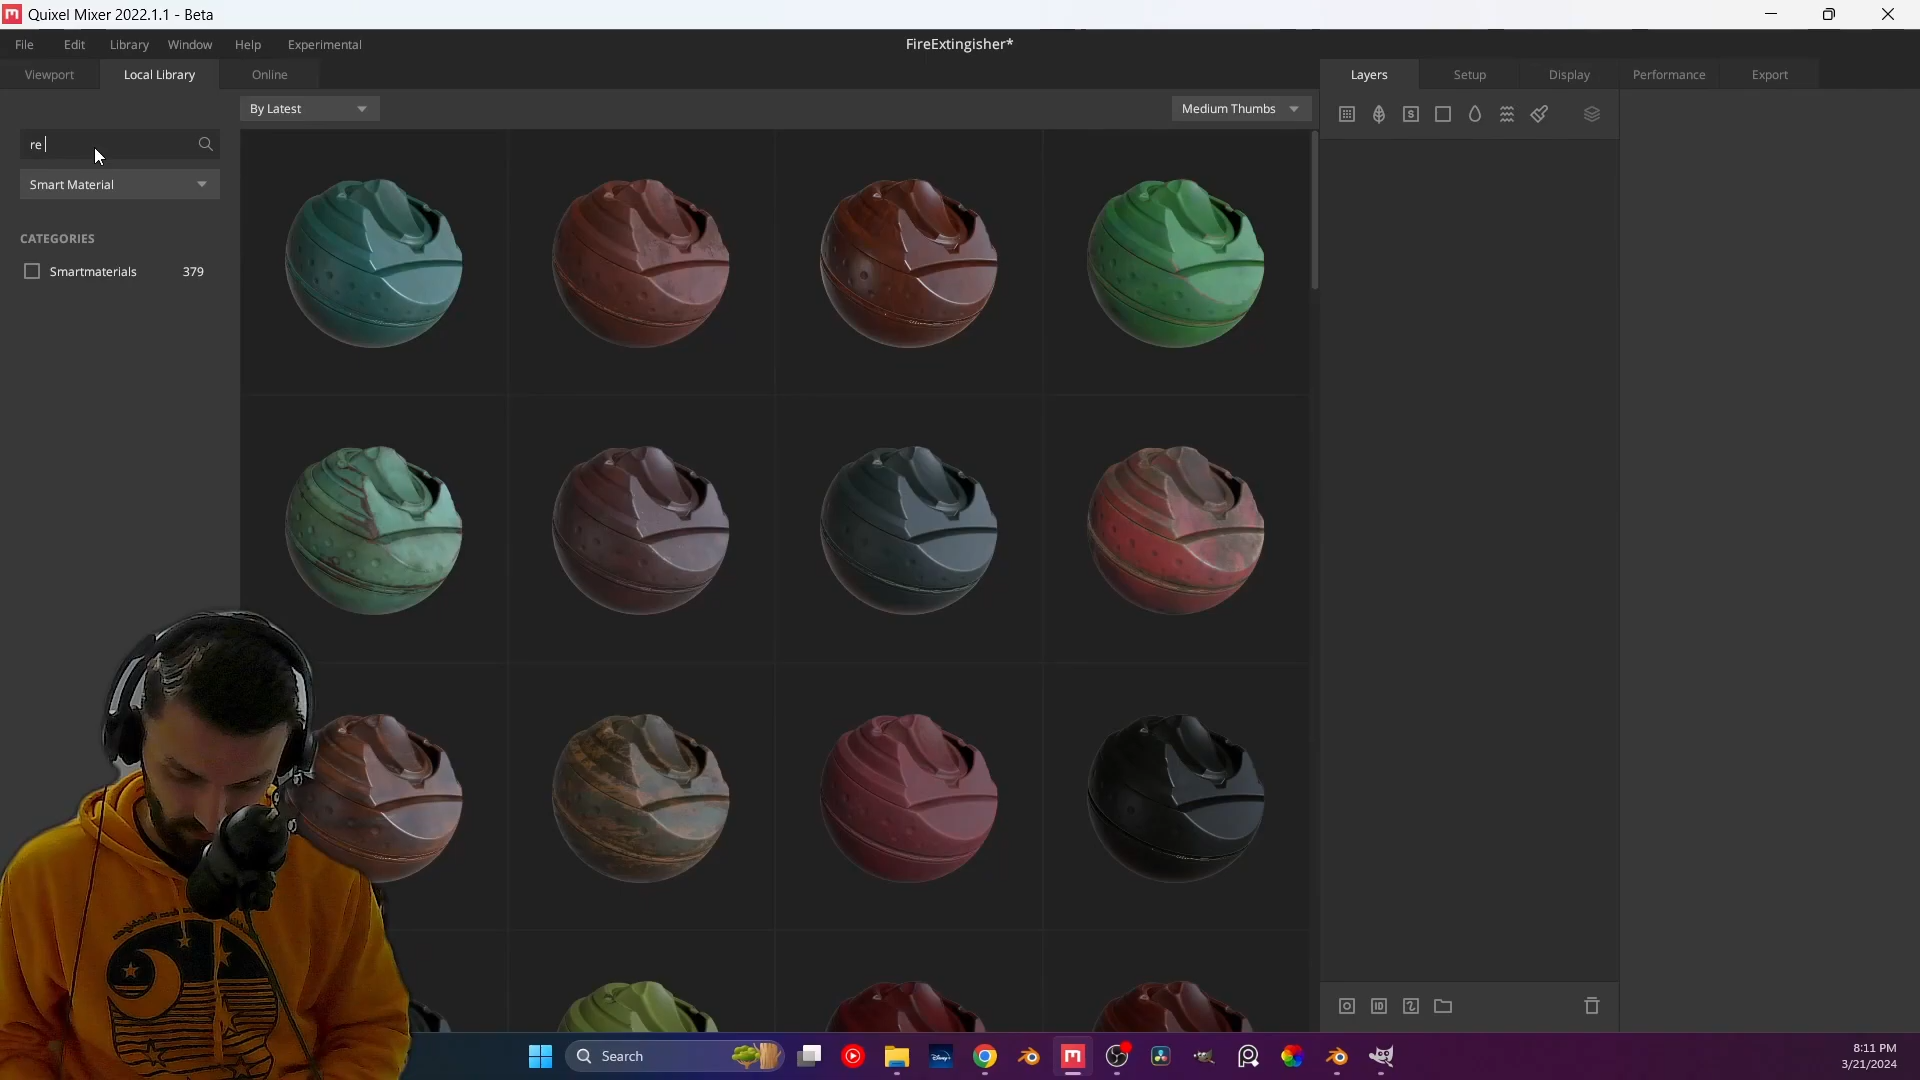 Quixel Mixer 2022.1.1 - Beta
File Edit Library Window Help Experimental
FireExtingisher*
Viewport Local Library Online
Layers Setup Display Performance Export
By Latest
Medium Thumbs
re
Smart Material
CATEGORIES
Smartmaterials 379
Search
8:11 PM
3/21/2024